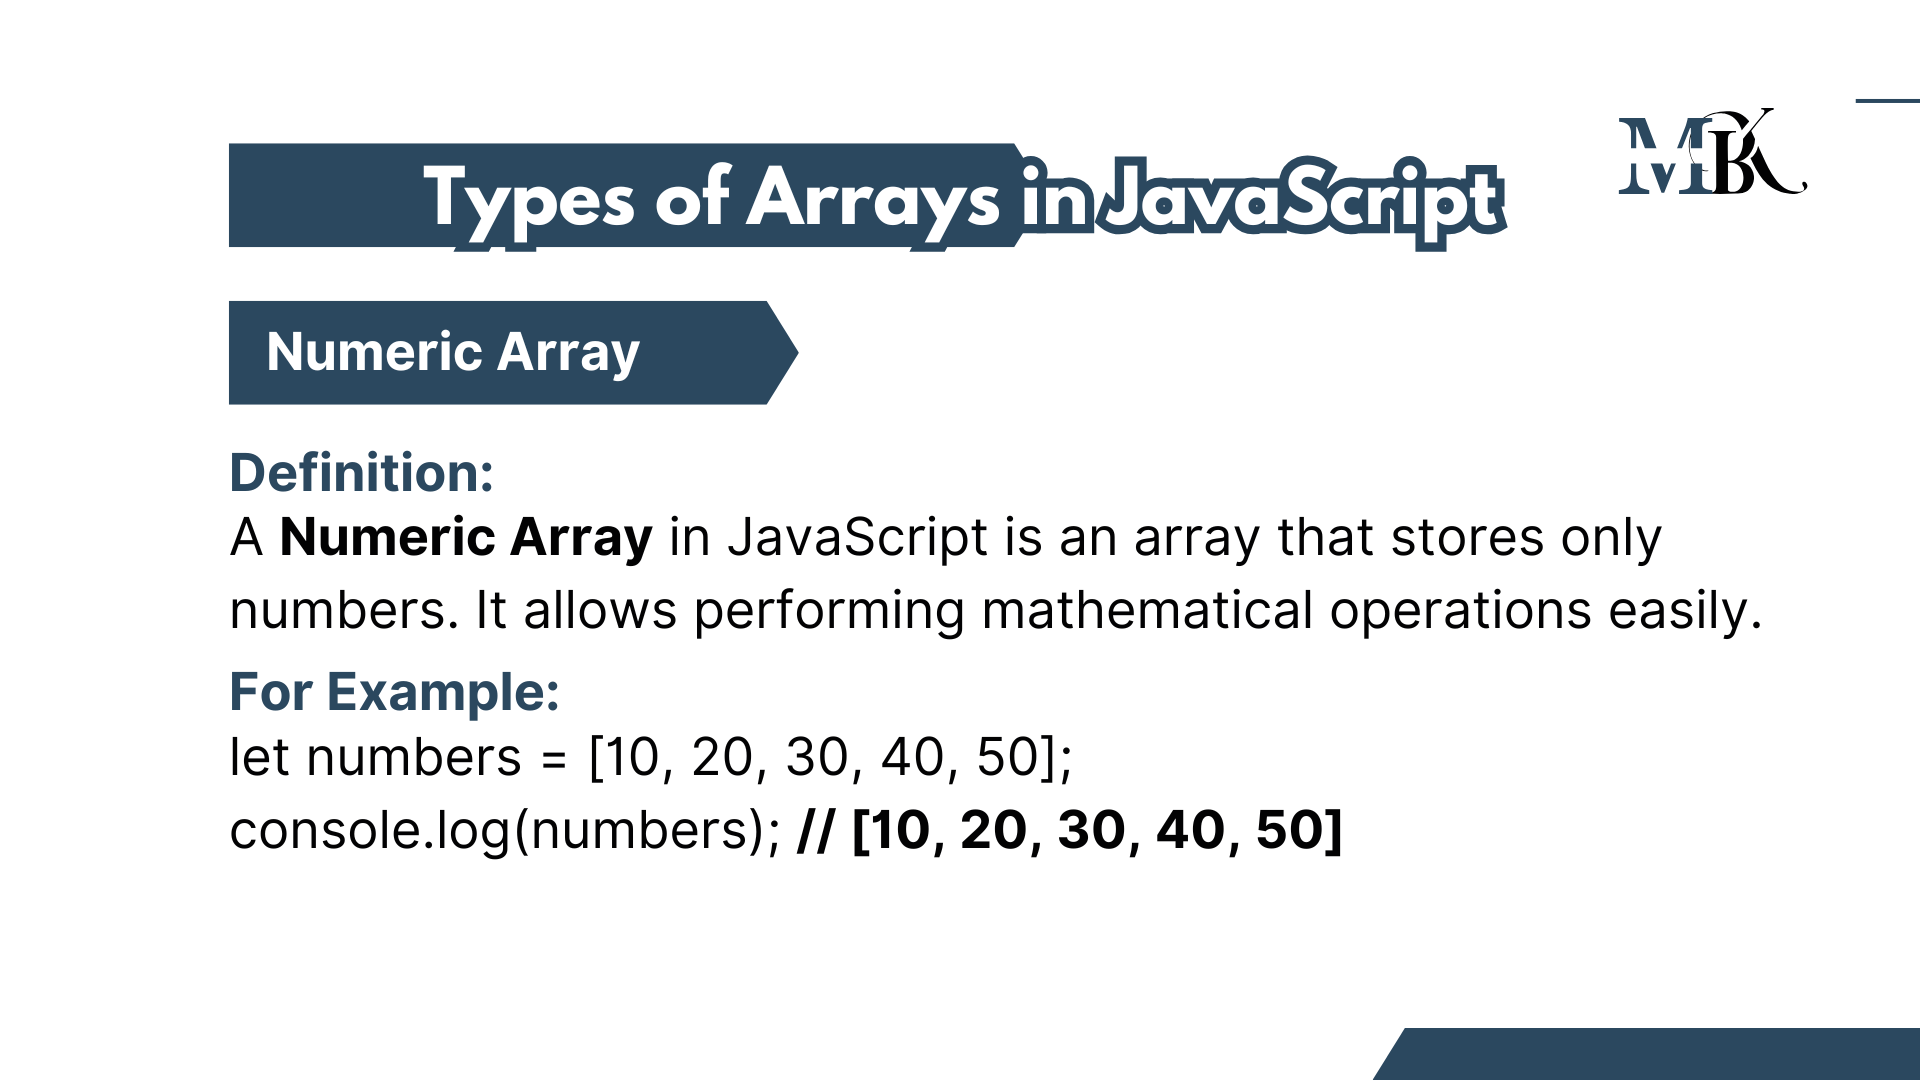 MBK
Types of Arrays in JavaScript
Numeric Array
Definition:
A Numeric Array in JavaScript is an array that stores only
numbers. It allows performing mathematical operations easily.
For Example:
let numbers = [10, 20, 30, 40, 50];
console.log(numbers); // [10, 20, 30, 40, 50]